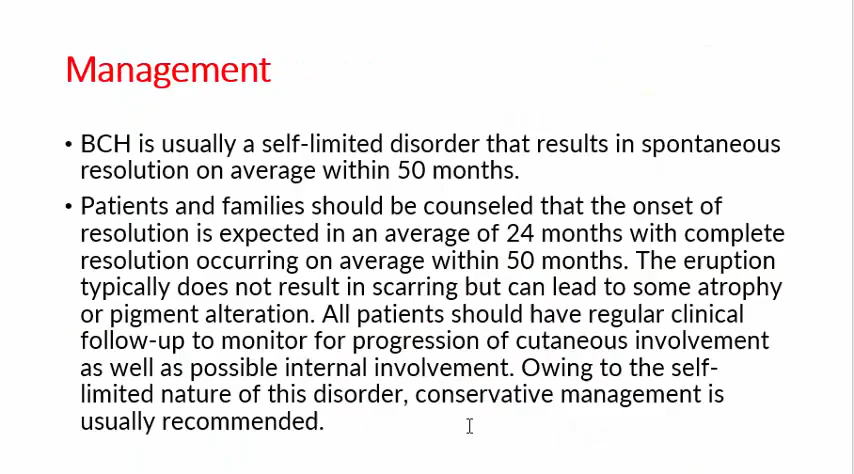 Management
• BCH is usually a self-limited disorder that results in spontaneous
resolution on average within 50 months.
• Patients and families should be counseled that the onset of
resolution is expected in an average of 24 months with complete
resolution occurring on average within 50 months. The eruption
typically does not result in scarring but can lead to some atrophy
or pigment alteration. All patients should have regular clinical
follow-up to monitor for progression of cutaneous involvement
as well as possible internal involvement. Owing to the self-
limited nature of this disorder, conservative management is
usually recommended.